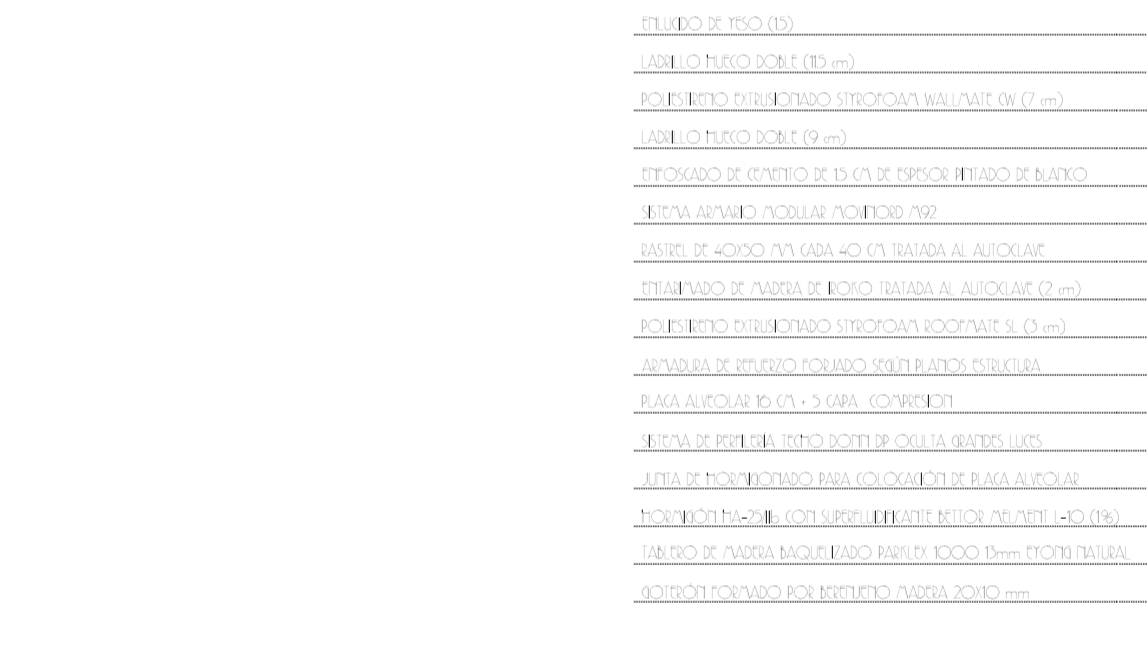 ENLUCIDO DE YESO (1.5)
LADRILLO HUECO DOBLE (11.5 cm)
POLIESTIRENO EXTRUSIONADO STYROFOAM WALLMATE CW (7 cm)
LADRILLO HUECO DOBLE (9 cm)
ENFOSCADO DE CEMENTO DE 1.5 CM DE ESPESOR PINTADO DE BLANCO
SISTEMA ARMARIO MODULAR MOVINORD M92
RASTREL DE 40X50 MM CADA 40 CM TRATADA AL AUTOCLAVE
ENTARIMADO DE MADERA DE IROKO TRATADA AL AUTOCLAVE (2 cm)
POLIESTIRENO EXTRUSIONADO STYROFOAM ROOFMATE SL (3 cm)
ARMADURA DE REFUERZO FORJADO SEGÚN PLANOS ESTRUCTURA
PLACA ALVEOLAR 16 CM + 5 CAPA COMPRESION
SISTEMA DE PERFILERÍA TECHO DONN DP OCULTA GRANDES LUCES
JUNTA DE HORMIGONADO PARA COLOCACIÓN DE PLACA ALVEOLAR
HORMIGÓN HA-25/IIb CON SUPERFLUIDIFICANTE BETTOR MELMENT L-10 (1%)
TABLERO DE MADERA BAQUELIZADO PARKLEX 1000 13mm EYONG NATURAL
GOTERÓN FORMADO POR BERENJENO MADERA 20X10 mm